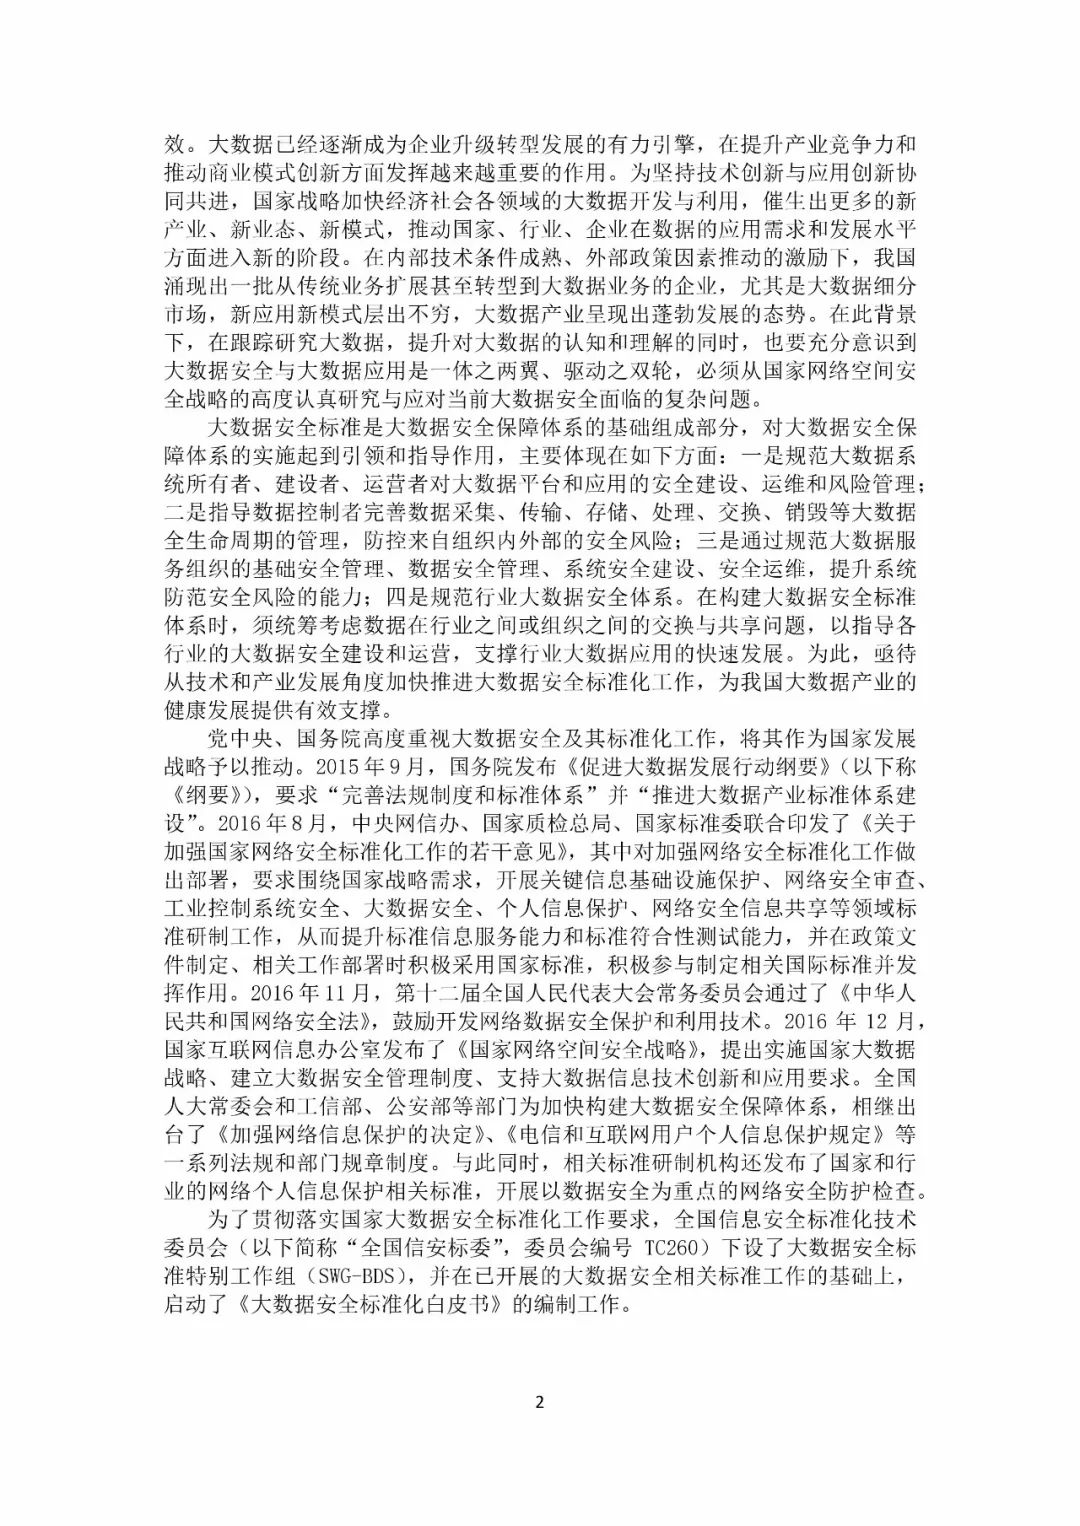 效。大数据已经逐渐成为企业升级转型发展的有力引擎，在提升产业竞争力和
推动商业模式创新方面发挥越来越重要的作用。为坚持技术创新与应用创新协
同共进，国家战略加快经济社会各领域的大数据开发与利用，催生出更多的新
产业、新业态、新模式，推动国家、行业、企业在数据的应用需求和发展水平
方面进入新的阶段。在内部技术条件成熟、外部政策因素推动的激励下，我国
涌现出一批从传统业务扩展甚至转型到大数据业务的企业，尤其是大数据细分
市场，新应用新模式层出不穷，大数据产业呈现出蓬勃发展的态势。在此背景
下，在跟踪研究大数据，提升对大数据的认知和理解的同时，也要充分意识到
大数据安全与大数据应用是一体之两翼、驱动之双轮，必须从国家网络空间安
全战略的高度认真研究与应对当前大数据安全面临的复杂问题。
大数据安全标准是大数据安全保障体系的基础组成部分，对大数据安全保
障体系的实施起到引领和指导作用，主要体现在如下方面：一是规范大数据系
统所有者、建设者、运营者对大数据平台和应用的安全建设、运维和风险管理；
二是指导数据控制者完善数据采集、传输、存储、处理、交换、销毁等大数据
全生命周期的管理，防控来自组织内外部的安全风险；三是通过规范大数据服
务组织的基础安全管理、数据安全管理、系统安全建设、安全运维，提升系统
防范安全风险的能力；四是规范行业大数据安全体系。在构建大数据安全标准
体系时，须统筹考虑数据在行业之间或组织之间的交换与共享问题，以指导各
行业的大数据安全建设和运营，支撑行业大数据应用的快速发展。为此，亟待
从技术和产业发展角度加快推进大数据安全标准化工作，为我国大数据产业的
健康发展提供有效支撑。
党中央、国务院高度重视大数据安全及其标准化工作，将其作为国家发展
战略予以推动。2015年9月，国务院发布《促进大数据发展行动纲要》（以下称
《纲要》），要求“完善法规制度和标准体系”并“推进大数据产业标准体系建
设”。2016年8月，中央网信办、国家质检总局、国家标准委联合印发了《关于
加强国家网络安全标准化工作的若干意见》，其中对加强网络安全标准化工作做
出部署，要求围绕国家战略需求，开展关键信息基础设施保护、网络安全审查、
工业控制系统安全、大数据安全、个人信息保护、网络安全信息共享等领域标
准研制工作，从而提升标准信息服务能力和标准符合性测试能力，并在政策文
件制定、相关工作部署时积极采用国家标准，积极参与制定相关国际标准并发
挥作用。2016年11月，第十二届全国人民代表大会常务委员会通过了《中华人
民共和国网络安全法》，鼓励开发网络数据安全保护和利用技术。2016 年 12 月，
国家互联网信息办公室发布了《国家网络空间安全战略》，提出实施国家大数据
战略、建立大数据安全管理制度、支持大数据信息技术创新和应用要求。全国
人大常委会和工信部、公安部等部门为加快构建大数据安全保障体系，相继出
台了《加强网络信息保护的决定》、《电信和互联网用户个人信息保护规定》等
一系列法规和部门规章制度。与此同时，相关标准研制机构还发布了国家和行
业的网络个人信息保护相关标准，开展以数据安全为重点的网络安全防护检查。
为了贯彻落实国家大数据安全标准化工作要求，全国信息安全标准化技术
委员会（以下简称“全国信安标委”，委员会编号 TC260）下设了大数据安全标
准特别工作组（SWG-BDS），并在已开展的大数据安全相关标准工作的基础上，
启动了《大数据安全标准化白皮书》的编制工作。
2